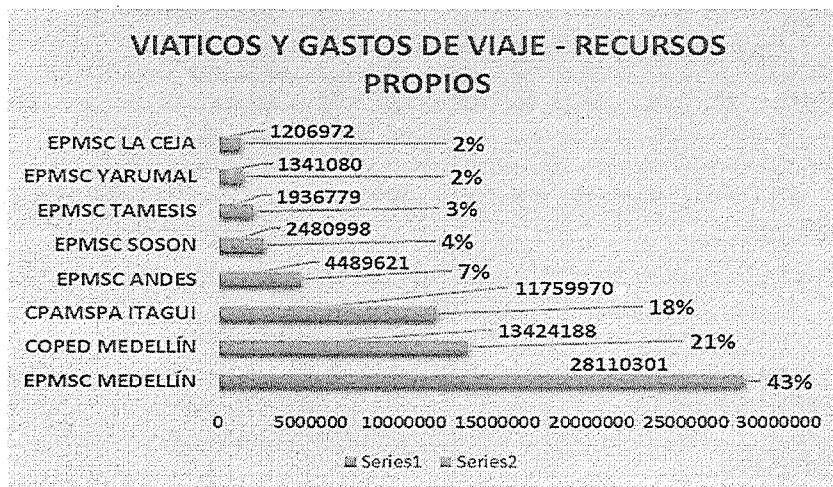 VIATICOS Y GASTOS DE VIAJE - RECURSOS
PROPIOS
EPMSC LA CEJA 1206972 2%
EPMSC YARUMAL 1341080 2%
EPMSC TAMESIS 1936779 3%
EPMSC SOSON 2480998 4%
EPMSC ANDES 4489621 7%
CPAMSPA ITAGUI 11759970 18%
COPED MEDELLÍN 13424188 21%
EPMSC MEDELLÍN 28110301 43%
0 5000000 10000000 15000000 20000000 25000000 30000000
Series1 Series2